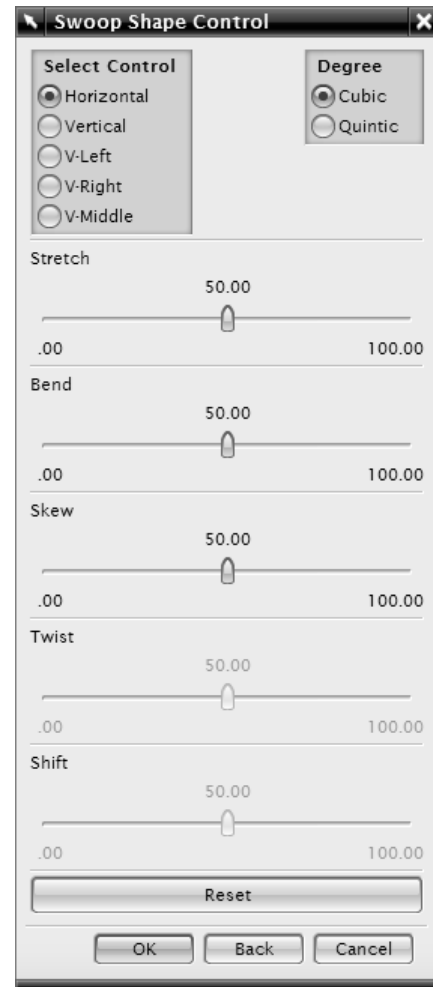 Swoop Shape Control
Select Control
Horizontal
Vertical
V-Left
V-Right
V-Middle
Degree
Cubic
Quintic
Stretch
50.00
.00 100.00
Bend
50.00
.00 100.00
Skew
50.00
.00 100.00
Twist
50.00
.00 100.00
Shift
50.00
.00 100.00
Reset
OK Back Cancel